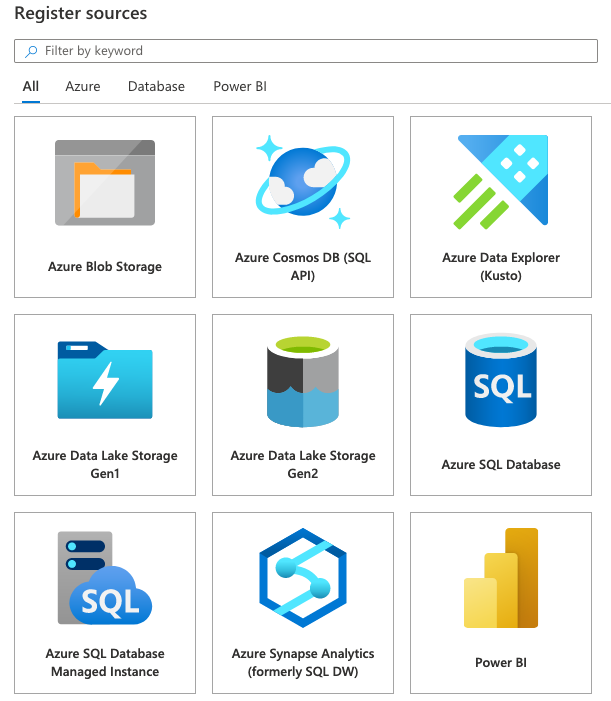 Register sources
Filter by keyword
All Azure Database Power BI
Azure Blob Storage
Azure Cosmos DB (SQL
API)
Azure Data Explorer
(Kusto)
Azure Data Lake Storage
Gen1
Azure Data Lake Storage
Gen2
SQL
Azure SQL Database
SQL
Azure SQL Database
Managed Instance
Azure Synapse Analytics
(formerly SQL DW)
Power BI